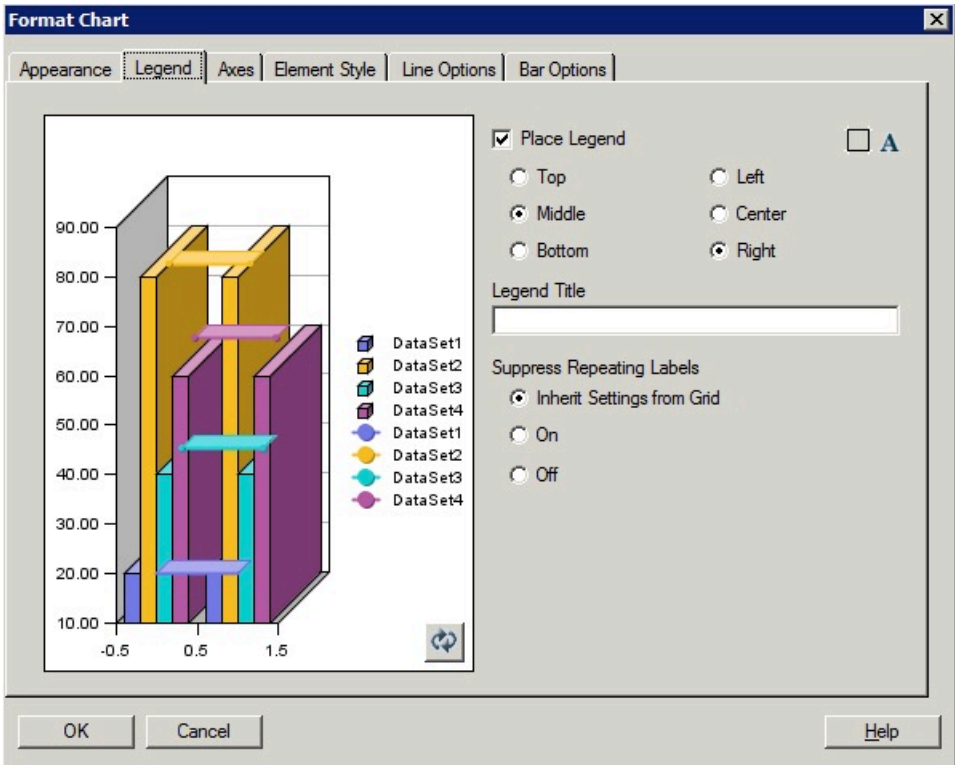 Format Chart
Appearance Legend Axes Element Style Line Options Bar Options
Place Legend A
Top Left
Middle Center
Bottom Right
Legend Title
Suppress Repeating Labels
Inherit Settings from Grid
On
Off
90.00
80.00
70.00
60.00
50.00
40.00
30.00
20.00
10.00
-0.5 0.5 1.5
DataSet1
DataSet2
DataSet3
DataSet4
DataSet1
DataSet2
DataSet3
DataSet4
OK Cancel Help